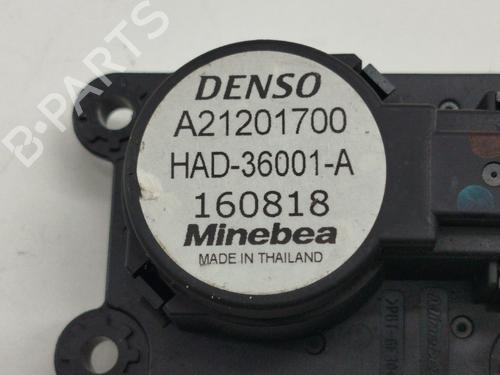 DENSO
A21201700
HAD-36001-A
160818
Minebea
MADE IN THAILAND
B-PARTS